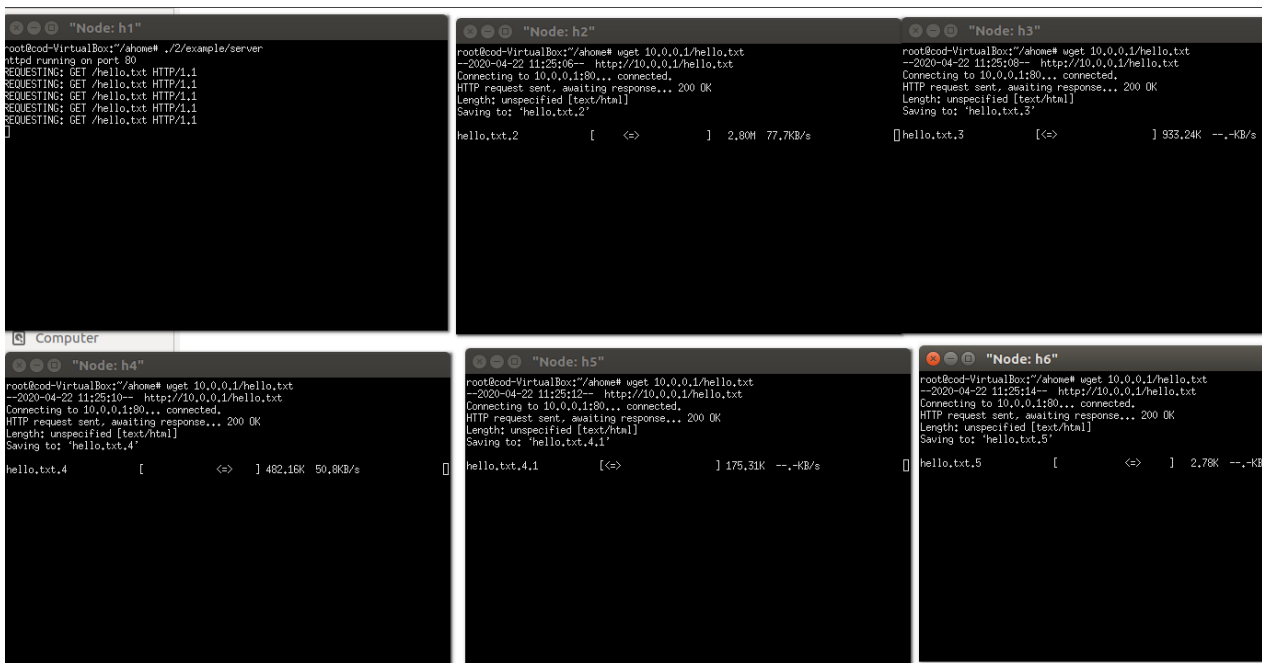 "Node: h1"
root@cod-VirtualBox:~/ahome# ./2/example/server
httpd running on port 80
REQUESTING: GET /hello.txt HTTP/1.1
REQUESTING: GET /hello.txt HTTP/1.1
REQUESTING: GET /hello.txt HTTP/1.1
REQUESTING: GET /hello.txt HTTP/1.1
REQUESTING: GET /hello.txt HTTP/1.1
"Node: h2"
root@cod-VirtualBox:~/ahome# wget 10.0.0.1/hello.txt
--2020-04-22 11:25:06-- http://10.0.0.1/hello.txt
Connecting to 10.0.0.1:80... connected.
HTTP request sent, awaiting response... 200 OK
Length: unspecified [text/html]
Saving to: ‘hello.txt.2’
hello.txt.2 [ <=> ] 2.80M 77.7KB/s
"Node: h3"
root@cod-VirtualBox:~/ahome# wget 10.0.0.1/hello.txt
--2020-04-22 11:25:08-- http://10.0.0.1/hello.txt
Connecting to 10.0.0.1:80... connected.
HTTP request sent, awaiting response... 200 OK
Length: unspecified [text/html]
Saving to: ‘hello.txt.3’
hello.txt.3 [<=> ] 933.24K --.-KB/s
Computer
"Node: h4"
root@cod-VirtualBox:~/ahome# wget 10.0.0.1/hello.txt
--2020-04-22 11:25:10-- http://10.0.0.1/hello.txt
Connecting to 10.0.0.1:80... connected.
HTTP request sent, awaiting response... 200 OK
Length: unspecified [text/html]
Saving to: ‘hello.txt.4’
hello.txt.4 [ <=> ] 482.16K 50.8KB/s
"Node: h5"
root@cod-VirtualBox:~/ahome# wget 10.0.0.1/hello.txt
--2020-04-22 11:25:12-- http://10.0.0.1/hello.txt
Connecting to 10.0.0.1:80... connected.
HTTP request sent, awaiting response... 200 OK
Length: unspecified [text/html]
Saving to: ‘hello.txt.4.1’
hello.txt.4.1 [<=> ] 175.31K --.-KB/s
"Node: h6"
root@cod-VirtualBox:~/ahome# wget 10.0.0.1/hello.txt
--2020-04-22 11:25:14-- http://10.0.0.1/hello.txt
Connecting to 10.0.0.1:80... connected.
HTTP request sent, awaiting response... 200 OK
Length: unspecified [text/html]
Saving to: ‘hello.txt.5’
hello.txt.5 [ <=> ] 2.78K --.-KB